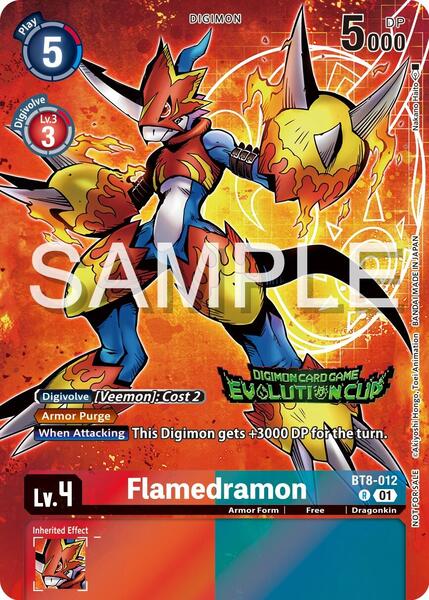 DIGIMON
Play
5
DP
5000
Digivolve
Lv.3
3
Nakano Haito
SAMPLE
DIGIMON CARD GAME
EVOLUTION CUP
©Akiyoshi Hongo, Toei Animation BANDAI MADE IN JAPAN
NOT FOR SALE
Digivolve [Veemon]: Cost 2
Armor Purge
When Attacking This Digimon gets +3000 DP for the turn.
Lv.4
Flamedramon
BT8-012
R 01
Armor Form Free Dragonkin
Inherited Effect